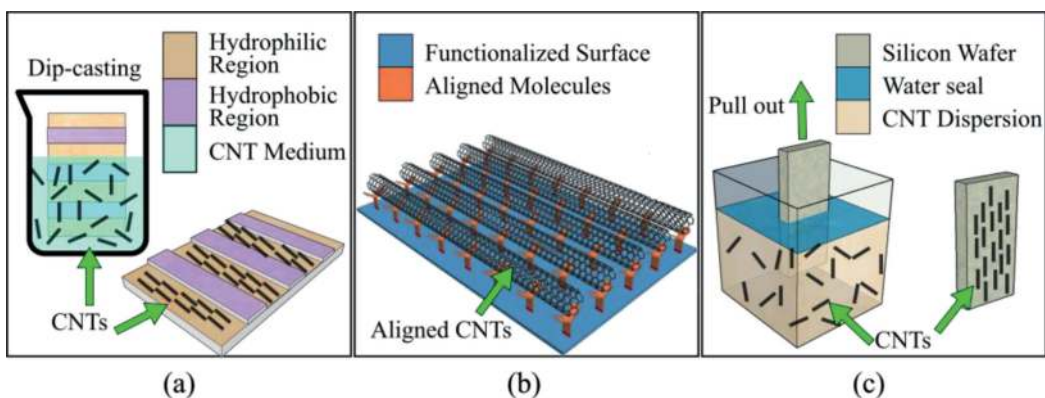 Dip-casting
Hydrophilic
Region
Hydrophobic
Region
CNT Medium
CNTs
(a)
Functionalized Surface
Aligned Molecules
Aligned CNTs
(b)
Pull out
Silicon Wafer
Water seal
CNT Dispersion
CNTs
(c)